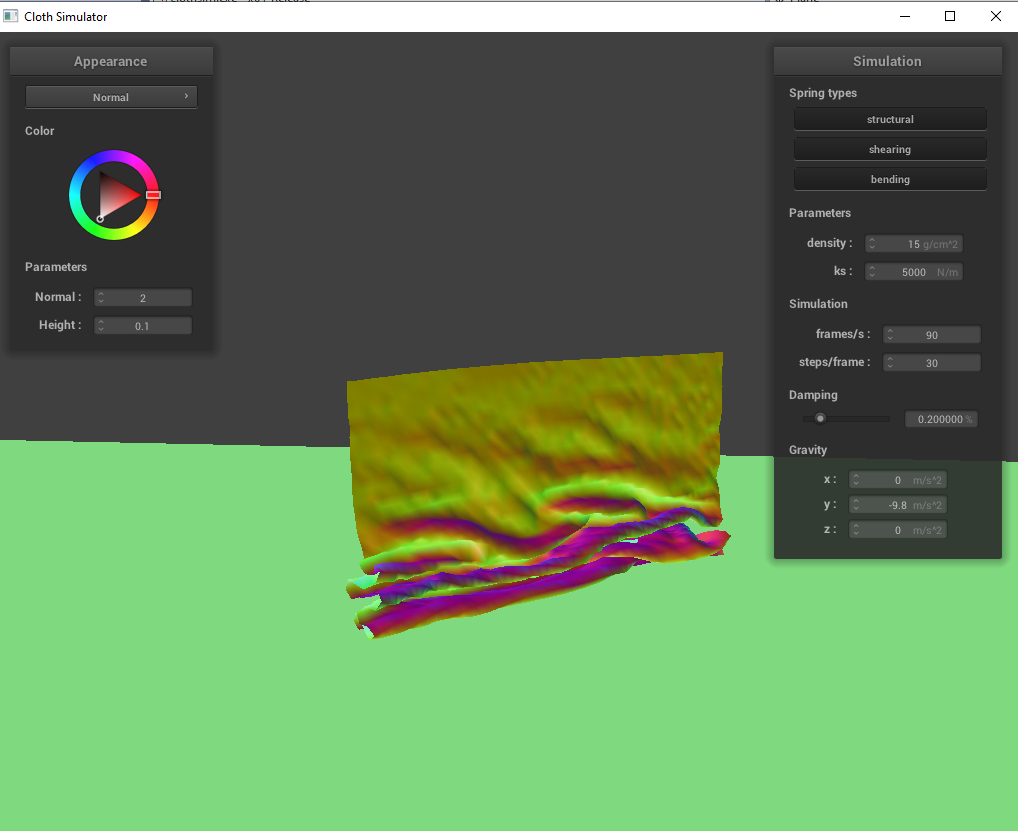 Cloth Simulator
Appearance
Normal
Color
Parameters
Normal : 2
Height : 0.1
Simulation
Spring types
structural
shearing
bending
Parameters
density : 15 g/cm^2
ks : 5000 N/m
Simulation
frames/s : 90
steps/frame : 30
Damping
0.200000 %
Gravity
x : 0 m/s^2
y : -9.8 m/s^2
z : 0 m/s^2